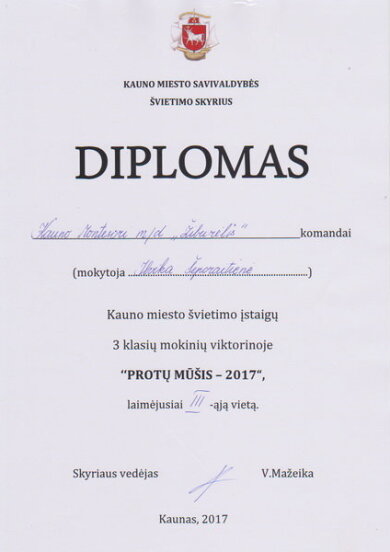 KAUNO MIESTO SAVIVALDYBĖS
ŠVIETIMO SKYRIUS
DIPLOMAS
Kauno Montesori m/d „Žiburėlis“ komandai
(mokytoja)
Kauno miesto švietimo įstaigų
3 klasių mokinių viktorinoje
‘‘PROTŲ MŪŠIS – 2017“,
laimėjusiai III -ąją vietą.
Skyriaus vedėjas V.Mažeika
Kaunas, 2017